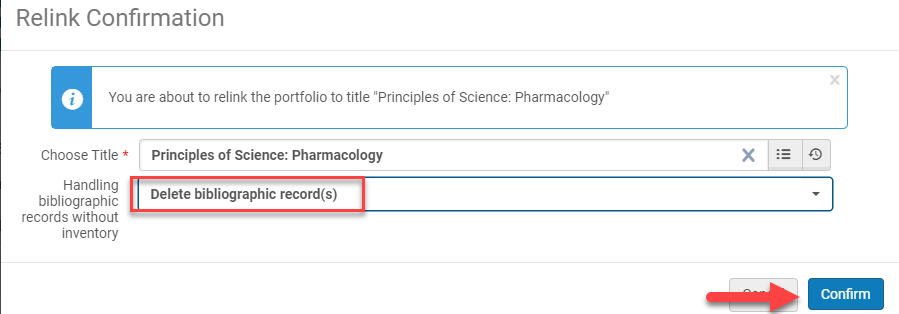 Relink Confirmation
You are about to relink the portfolio to title "Principles of Science: Pharmacology"
Choose Title * Principles of Science: Pharmacology
Handling
bibliographic
records without
inventory
Delete bibliographic record(s)
Confirm